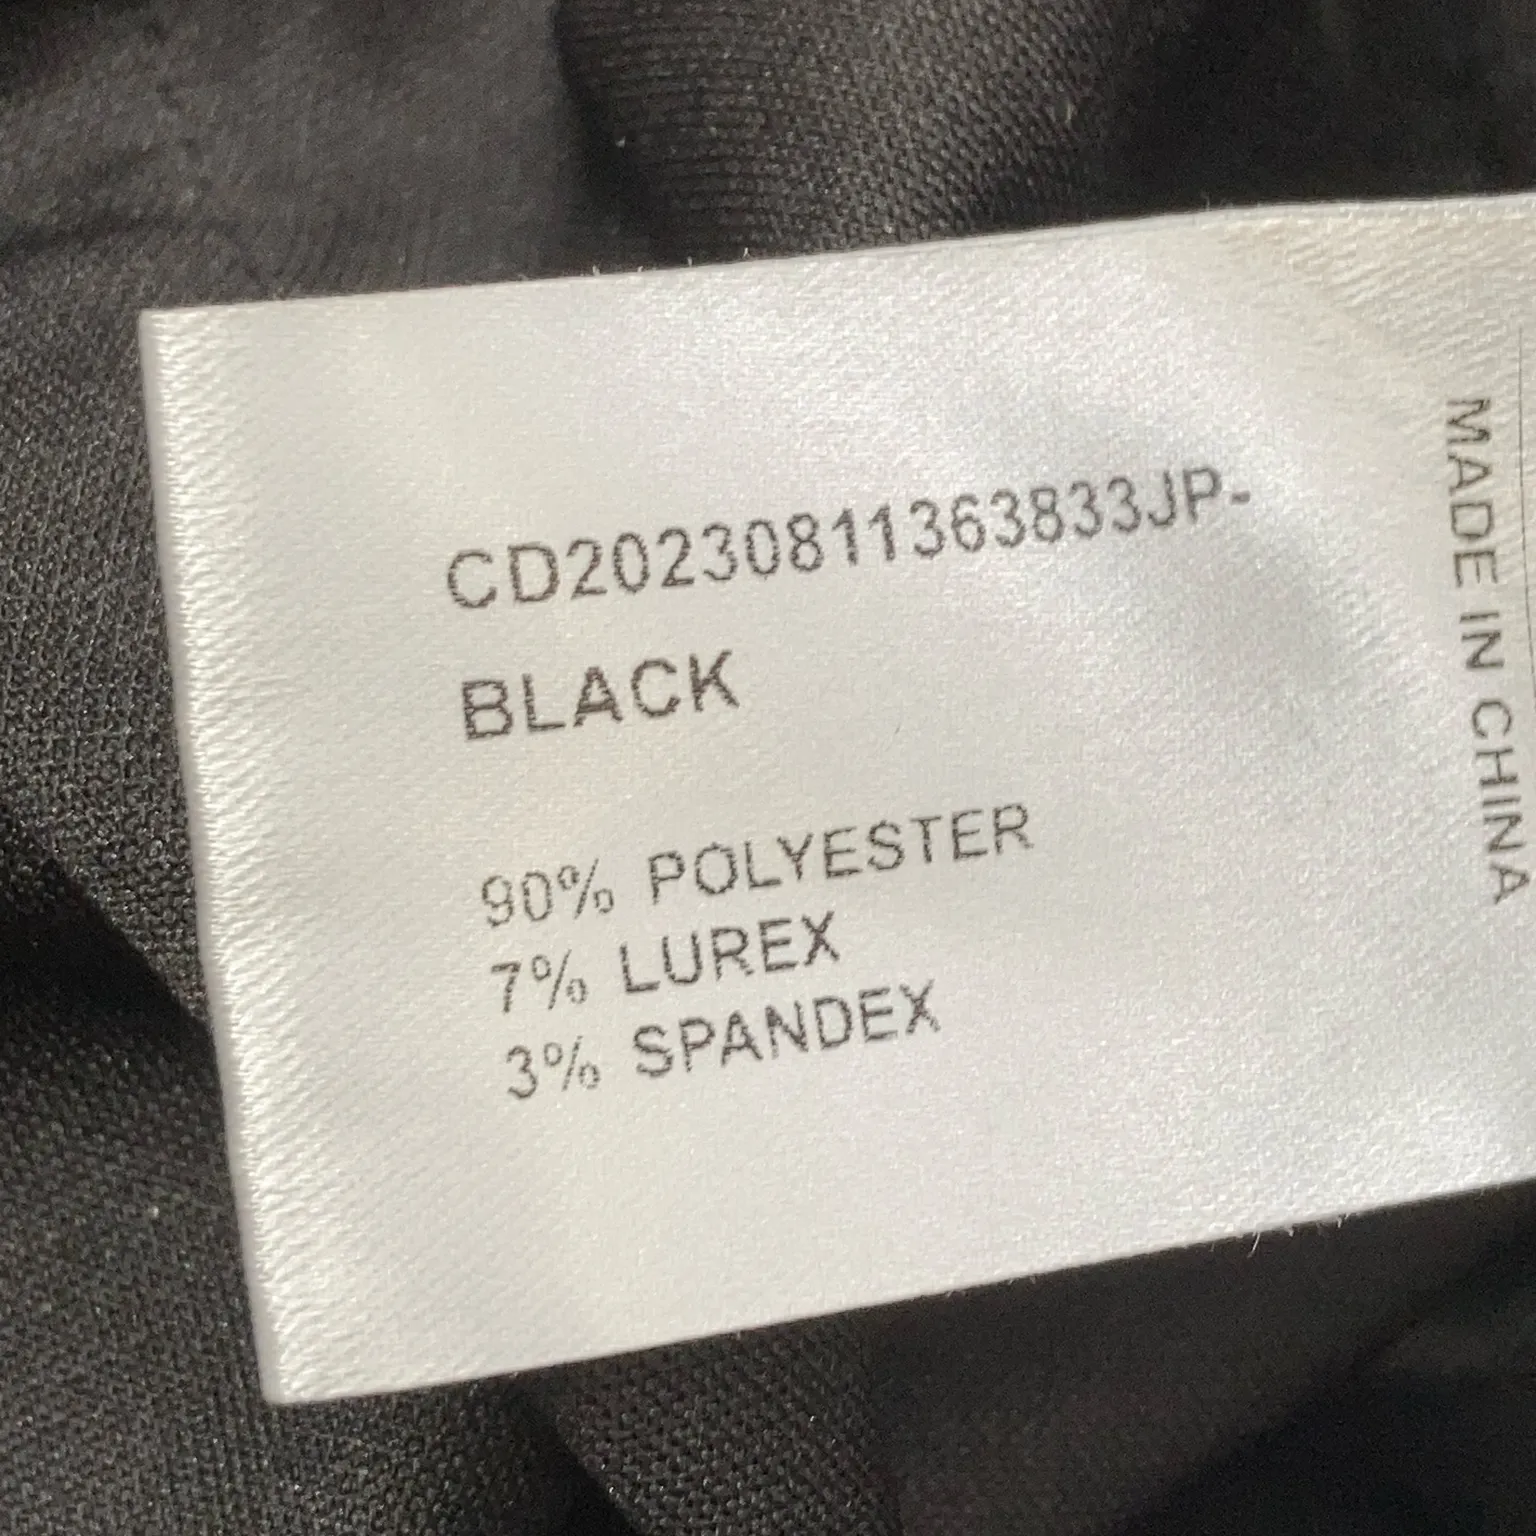 CD20230811363833JP-
BLACK
90% POLYESTER
7% LUREX
3% SPANDEX
MADE IN CHINA